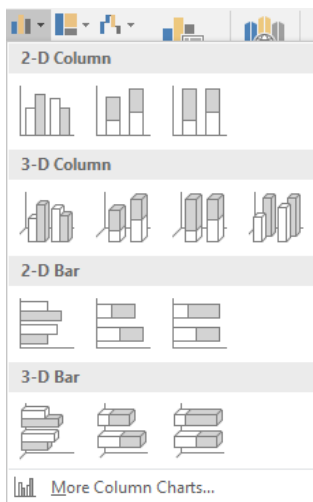 2-D Column
3-D Column
2-D Bar
3-D Bar
More Column Charts...